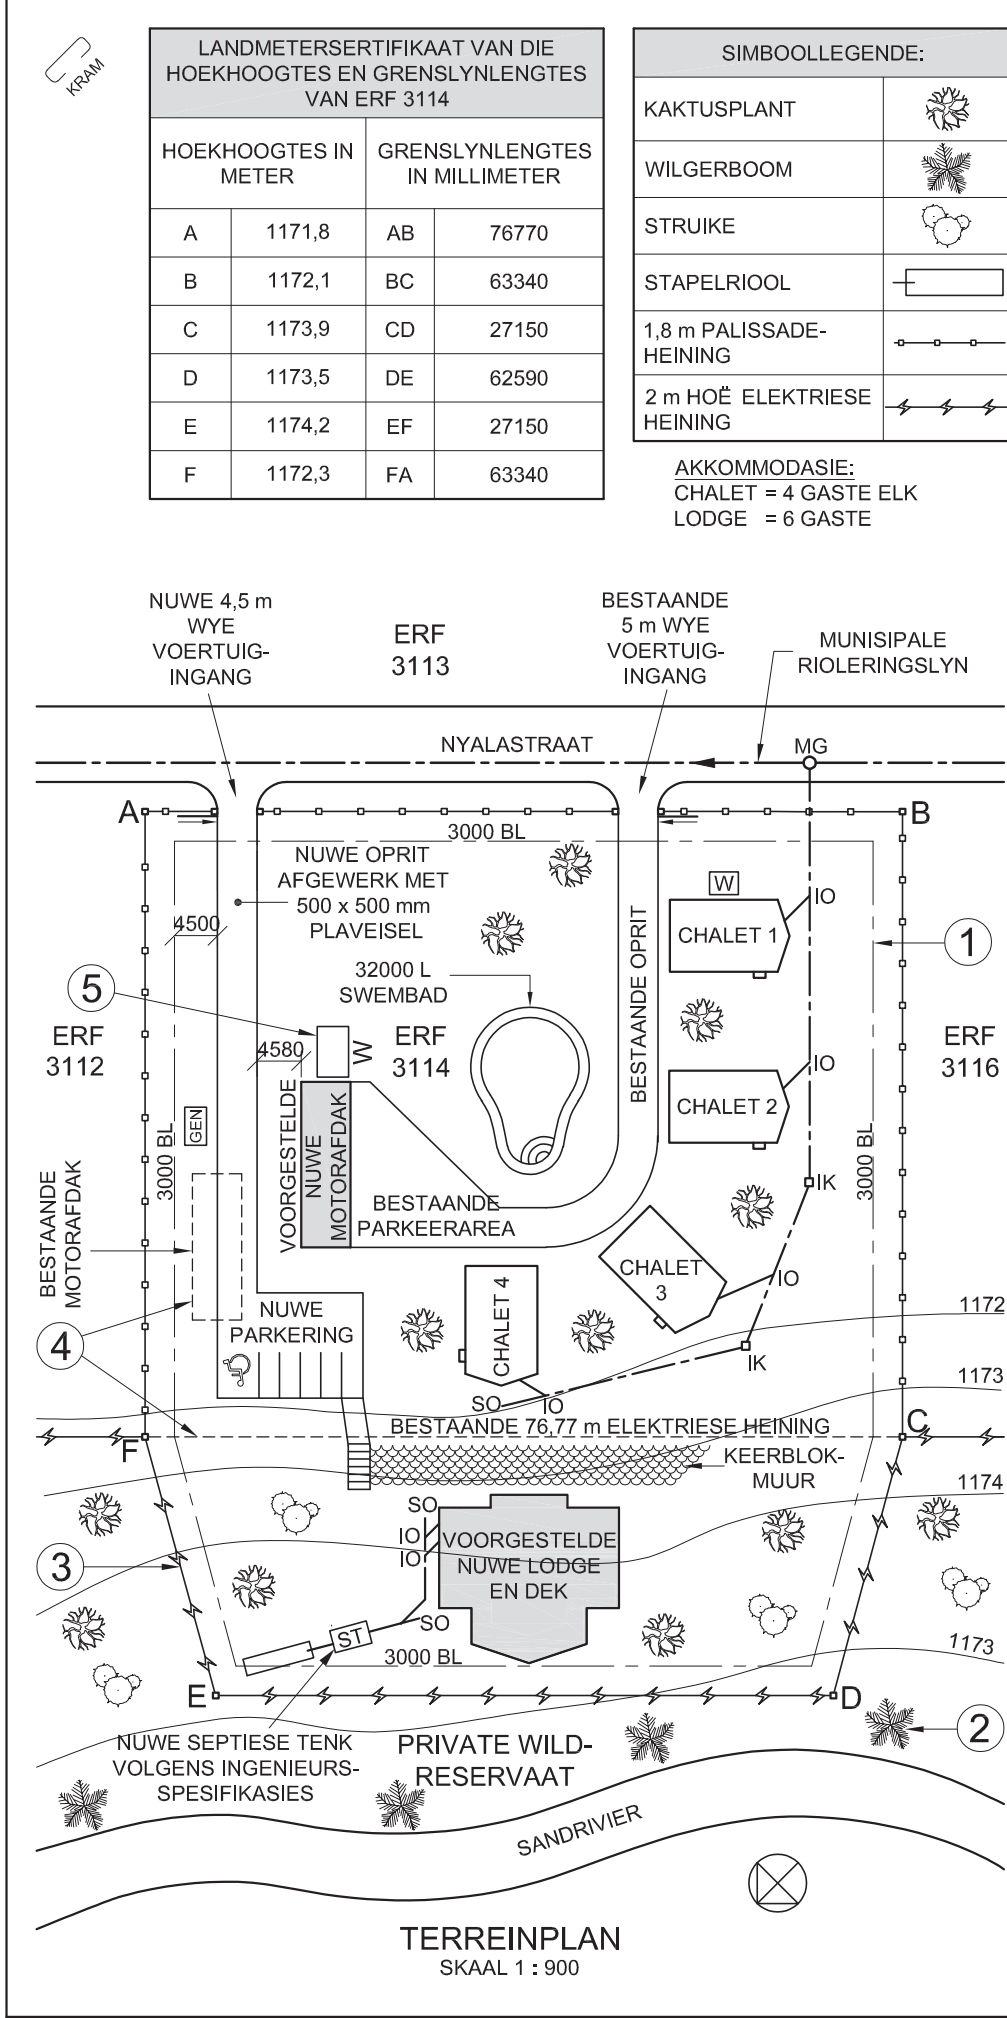 KRAM
LANDMETERSERTIFIKAAT VAN DIE
HOEKHOOGTES EN GRENSLYNLENGTES
VAN ERF 3114
HOEKHOOGTES IN
METER
GRENSLYNLENGTES
IN MILLIMETER
A 1171,8 AB 76770
B 1172,1 BC 63340
C 1173,9 CD 27150
D 1173,5 DE 62590
E 1174,2 EF 27150
F 1172,3 FA 63340
SIMBOOLLEGENDE:
KAKTUSPLANT
WILGERBOOM
STRUIKE
STAPELRIOOL
1,8 m PALISSADE-
HEINING
2 m HOË ELEKTRIESE
HEINING
AKKOMMODASIE:
CHALET = 4 GASTE ELK
LODGE = 6 GASTE
NUWE 4,5 m
WYE
VOERTUIG-
INGANG
ERF
3113
BESTAANDE
5 m WYE
VOERTUIG-
INGANG
MUNISIPALE
RIOLERINGSLYN
NYALASTRAAT
MG
A
B
3000 BL
NUWE OPRIT
AFGEWERK MET
500 x 500 mm
PLAVEISEL
4500
W
IO
CHALET 1
1
BESTAANDE OPRIT
32000 L
SWEMBAD
5
ERF
3112
W
ERF
3114
ERF
3116
4580
IO
CHALET 2
GEN
3000 BL
VOORGESTELDE
NUWE
MOTORAFDAK
3000 BL
IK
BESTAANDE
MOTORAFDAK
BESTAANDE
PARKEERAREA
CHALET
3
IO
CHALET 4
1172
NUWE
PARKERING
4
IK
1173
SO
IO
BESTAANDE 76,77 m ELEKTRIESE HEINING
C
F
KEERBLOK-
MUUR
1174
SO
IO
IO
VOORGESTELDE
NUWE LODGE
EN DEK
3
SO
ST
3000 BL
1173
E
D
NUWE SEPTIESE TENK
VOLGENS INGENIEURS-
SPESIFIKASIES
PRIVATE WILD-
RESERVAAT
2
SANDRIVIER
TERREINPLAN
SKAAL 1 : 900